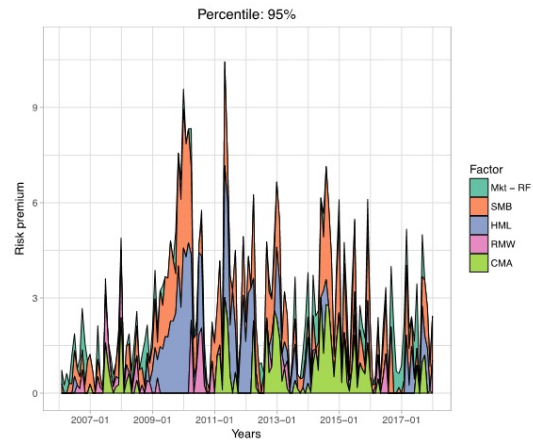 Percentile: 95%
9
6
3
0
Risk premium
2007−01 2009−01 2011−01 2013−01 2015−01 2017−01
Years
Factor
Mkt − RF
SMB
HML
RMW
CMA